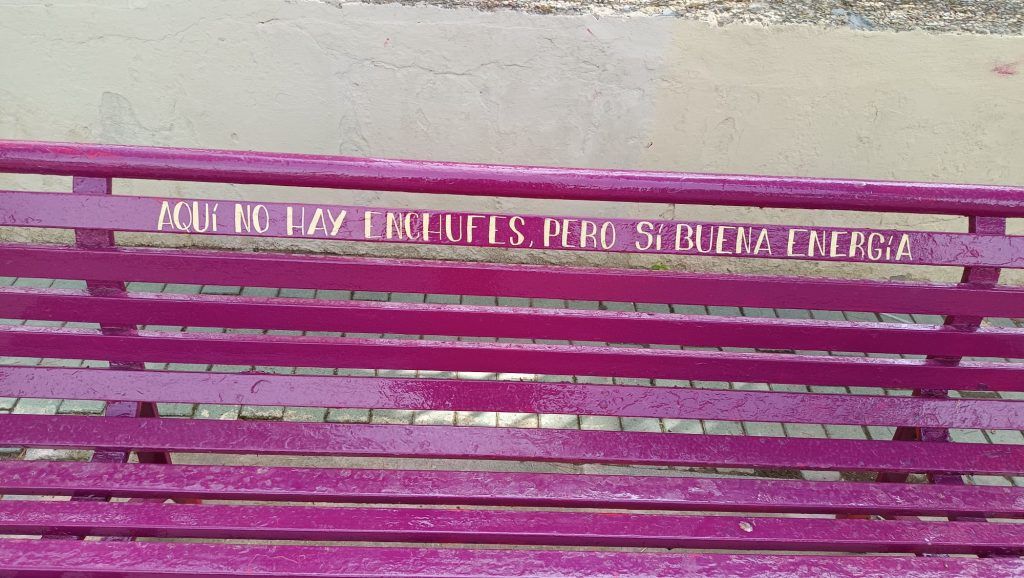 AQUÍ NO HAY ENCHUFES, PERO SÍ BUENA ENERGÍA